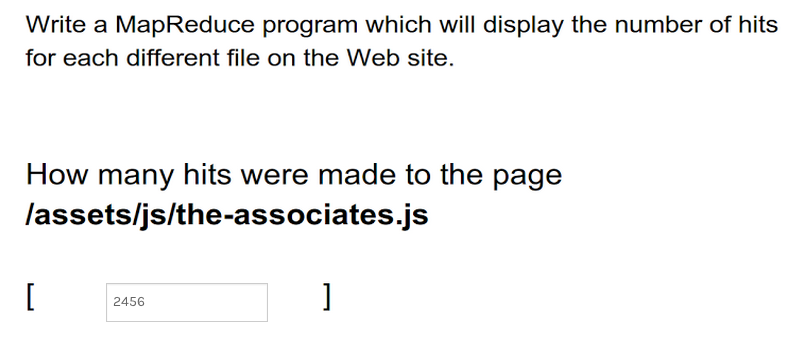 Write a MapReduce program which will display the number of hits
for each different file on the Web site.
How many hits were made to the page
/assets/js/the-associates.js
[ 2456 ]